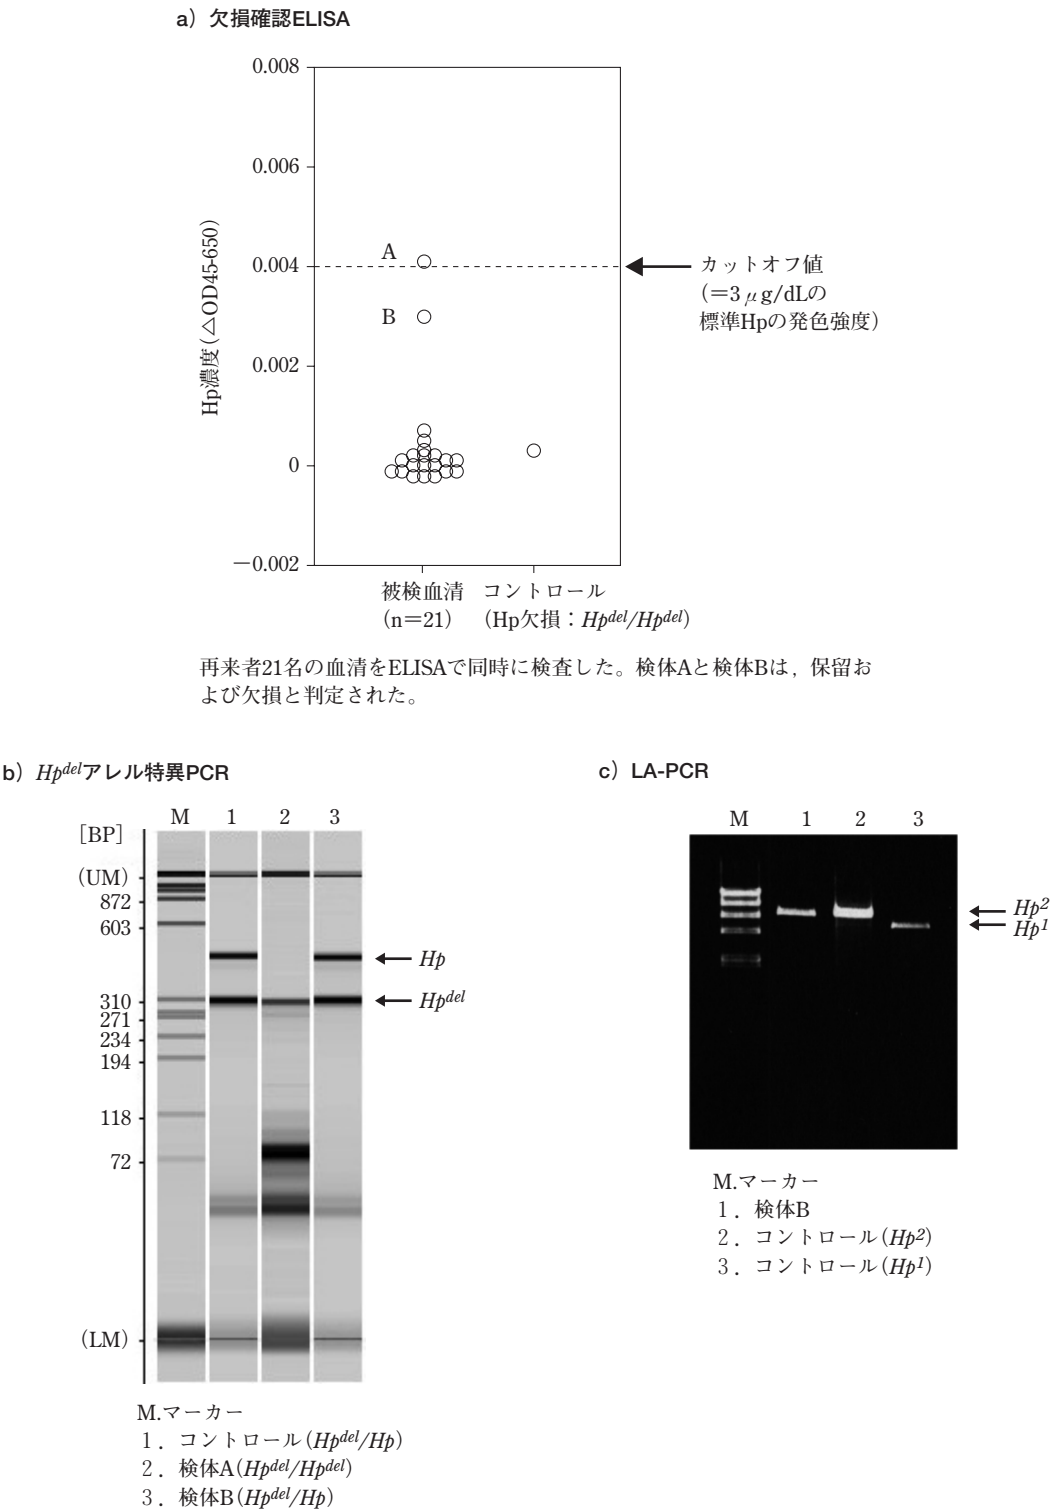 a）欠損確認ELISA
0.008
0.006
0.004
0.002
0
−0.002
Hp濃度(△OD45-650)
A
B
カットオフ値
(＝3μg/dLの
標準Hpの発色強度)
被検血清
(n＝21)
コントロール
(Hp欠損：Hpdel/Hpdel)
再来者21名の血清をELISAで同時に検査した。検体Aと検体Bは，保留お
よび欠損と判定された。
b）Hpdelアレル特異PCR
M 1 2 3
[BP]
(UM)
872
603
310
271
234
194
118
72
(LM)
Hp
Hpdel
M.マーカー
1．コントロール(Hpdel/Hp)
2．検体A(Hpdel/Hpdel)
3．検体B(Hpdel/Hp)
c）LA-PCR
M 1 2 3
Hp2
Hp1
M.マーカー
1．検体B
2．コントロール(Hp2)
3．コントロール(Hp1)